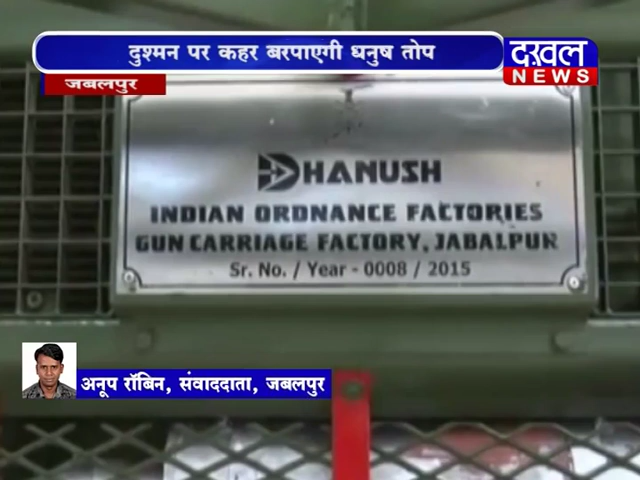 दुश्मन पर कहर बरपाएगी धनुष तोप
दखल
NEWS
जबलपुर
DHANUSH
INDIAN ORDNANCE FACTORIES
GUN CARRIAGE FACTORY, JABALPUR
Sr. No. / Year - 0008 / 2015
अनूप रॉबिन, संवाददाता, जबलपुर